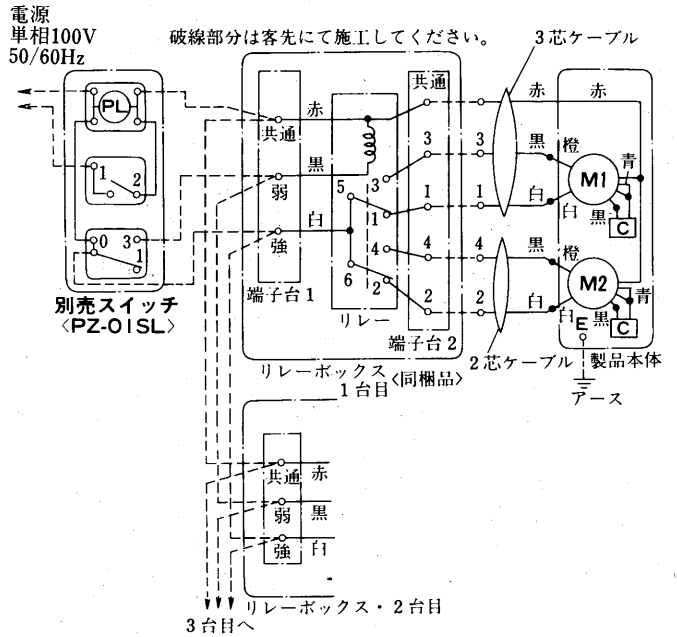 電源
単相100V
50/60Hz
破線部分は客先にて施工してください。
3芯ケーブル
PL
1 2
0 3
1
別売スイッチ
〈PZ-01SL〉
共通
弱
強
端子台1
赤
黒
白
5
3
1
4
6
2
リレー
共通
3
1
4
2
端子台2
3
1
4
2
リレーボックス〈同梱品〉
1台目
赤
黒
白
黒
白
2芯ケーブル
赤
橙
青
白
黒
M1
C
橙
青
白
黒
M2
C
E
製品本体
アース
共通
弱
強
赤
黒
白
リレーボックス・2台目
3台目へ